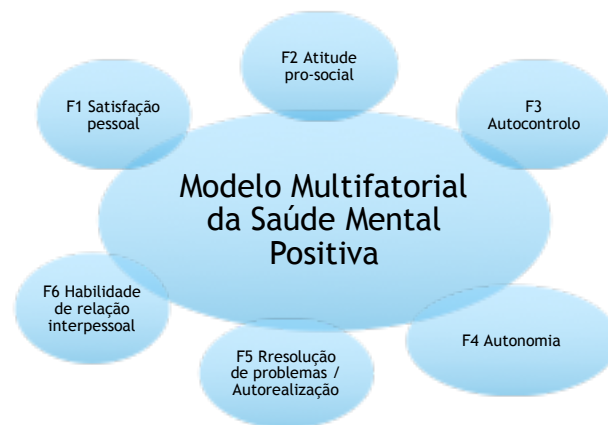 F2 Atitude
pro-social
F1 Satisfação
pessoal
F3
Autocontrolo
Modelo Multifatorial
da Saúde Mental
Positiva
F6 Habilidade
de relação
interpessoal
F4 Autonomia
F5 Rresolução
de problemas /
Autorealização